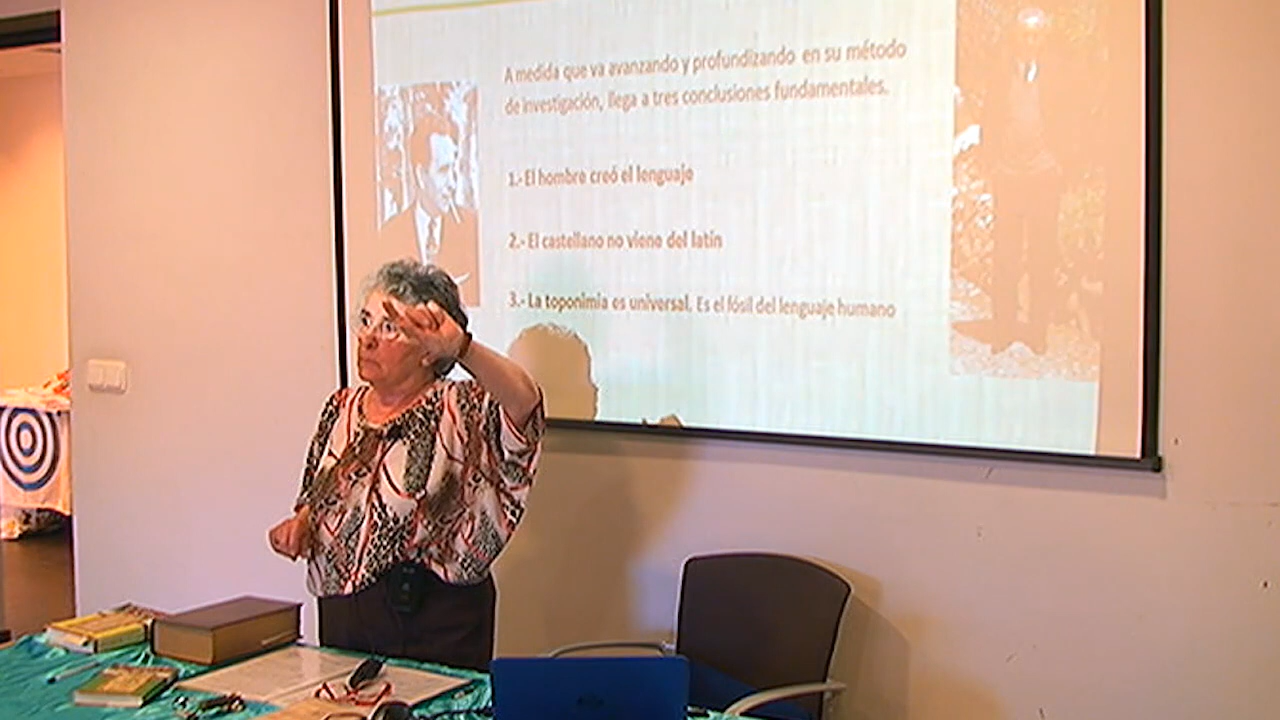 A medida que va avanzando y profundizando en su método
de investigación, llega a tres conclusiones fundamentales.
1.- El hombre creó el lenguaje
2.- El castellano no viene del latín
3.- La toponimia es universal. Es el fósil del lenguaje humano